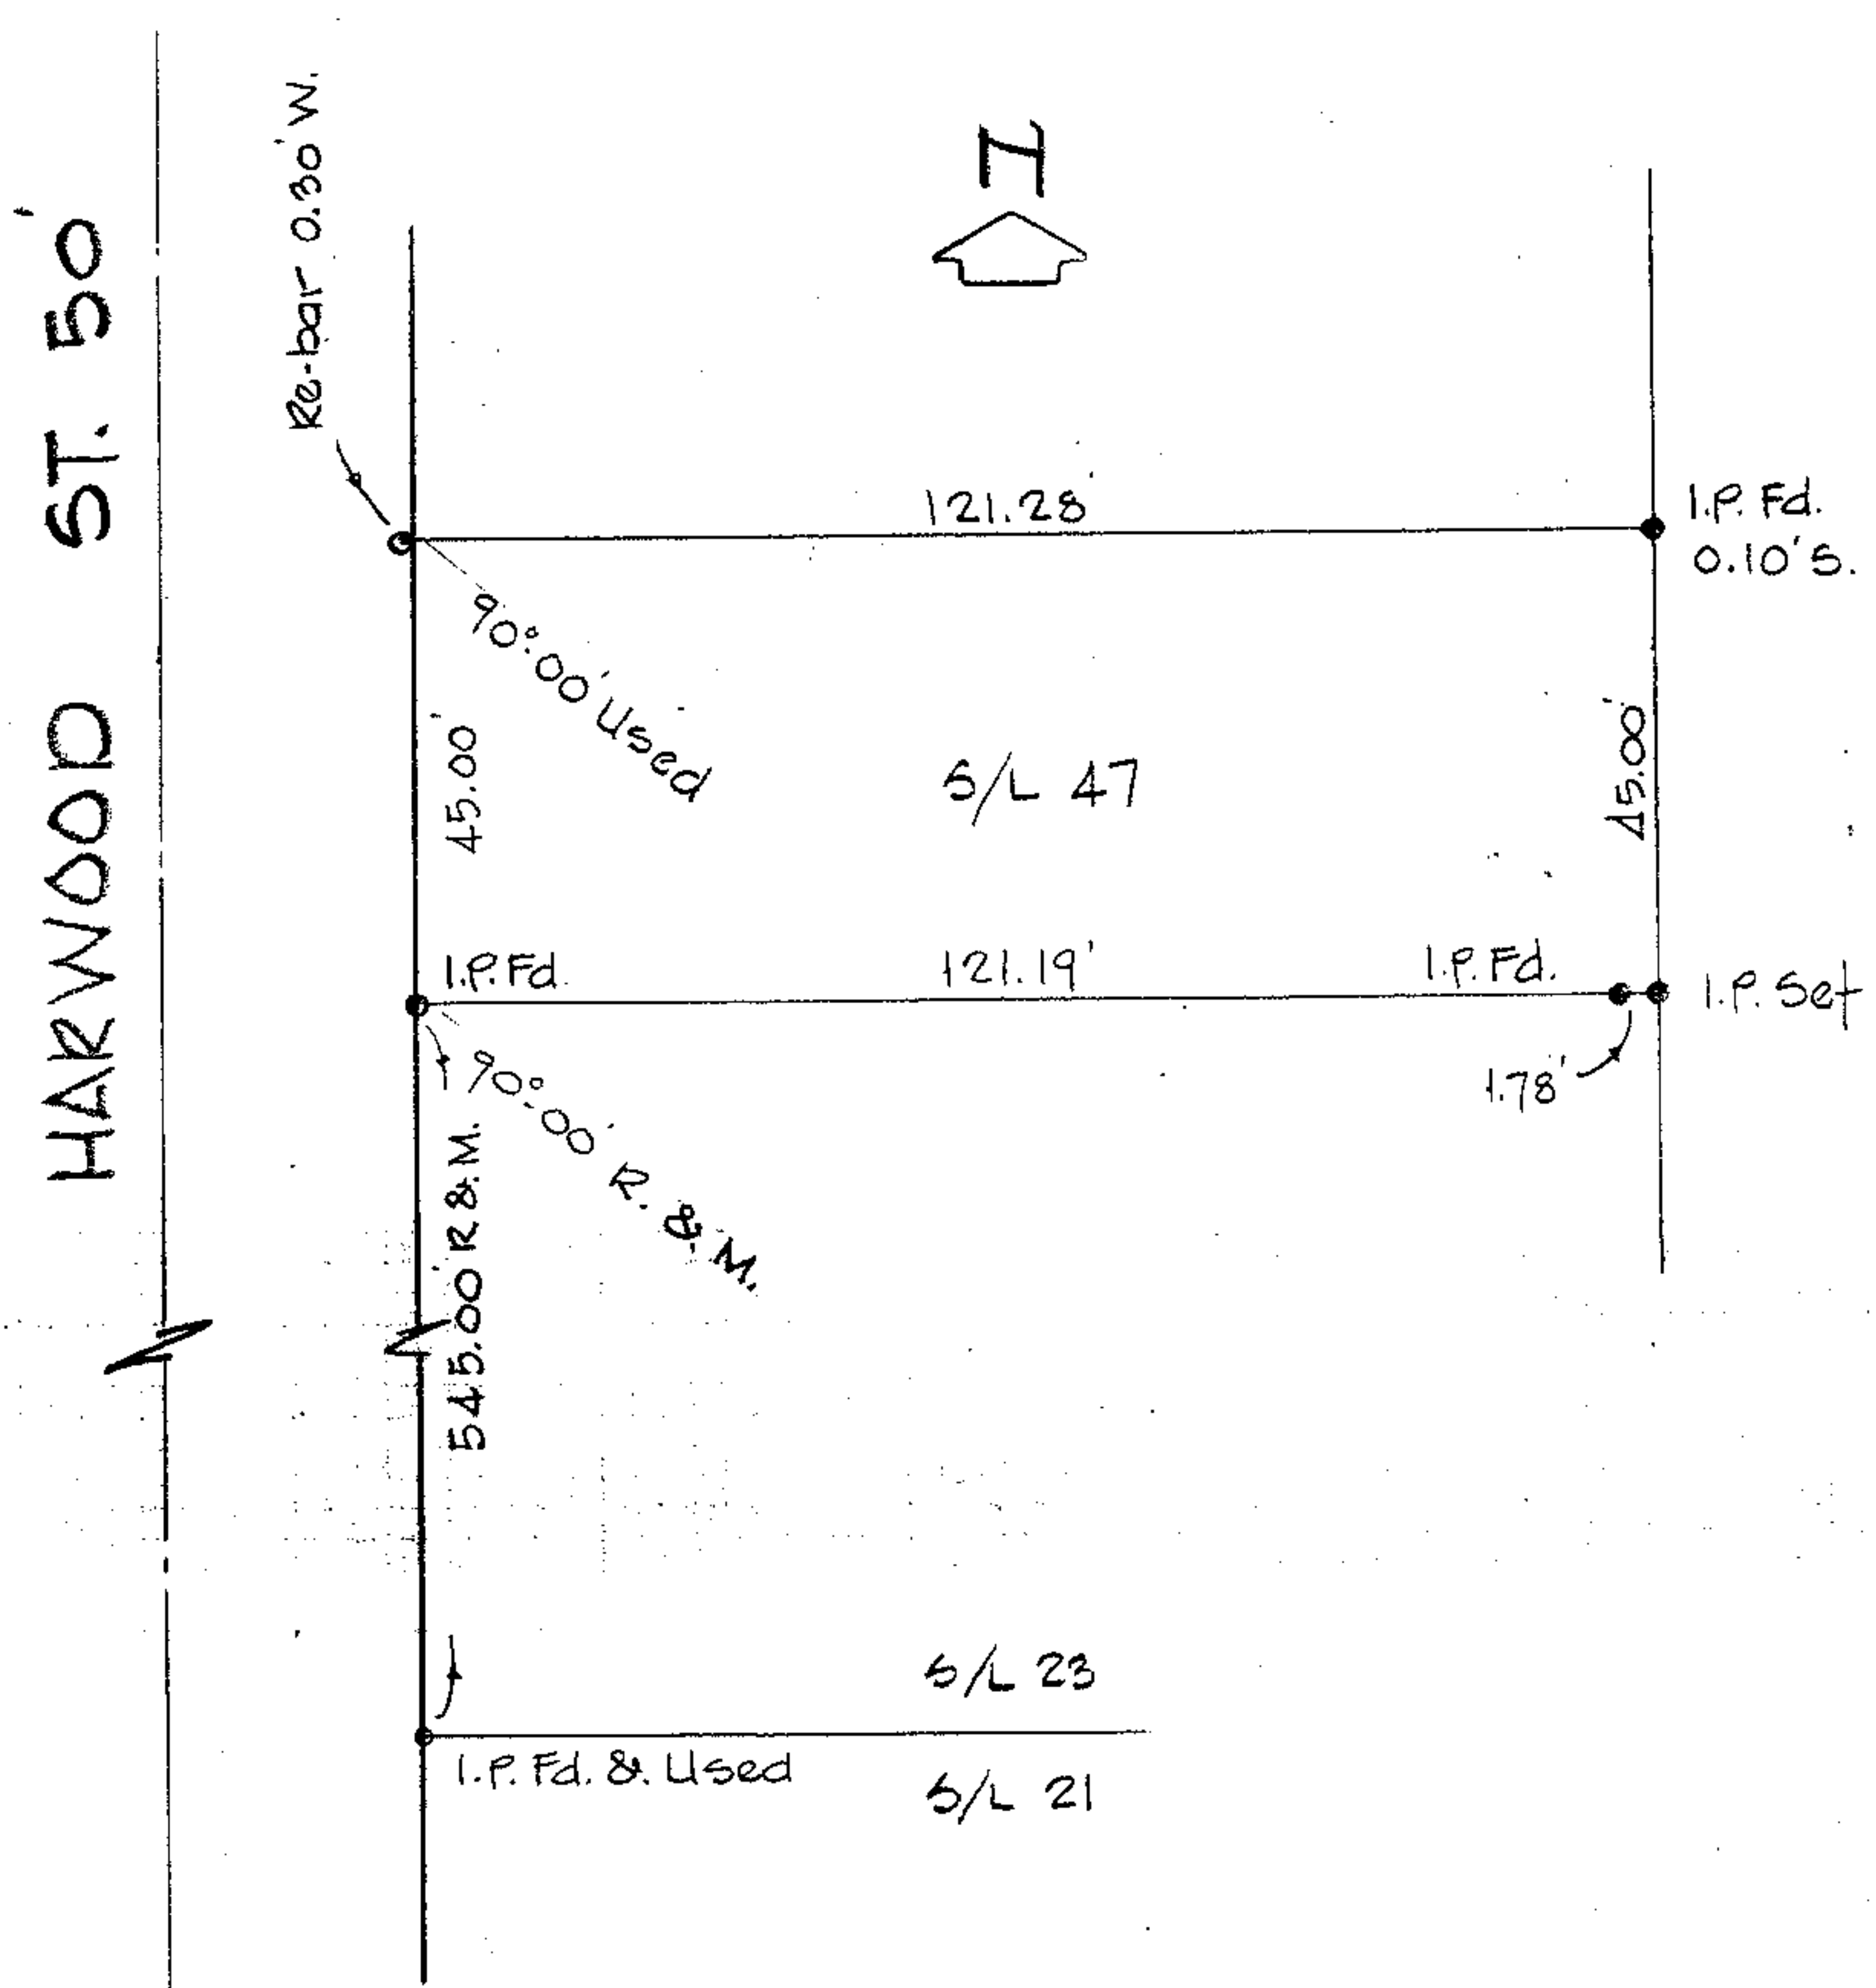 HARWOOD ST. 50'
Re-bar 0.30' W.
N
121.28'
I.P. Fd.
0.10' S.
90°00' Used
45.00'
S/L 47
45.00'
I.P. Fd.
121.19'
I.P. Fd.
I.P. Set
1.78'
90°00' R. & M.
545.00' R & M.
S/L 23
I.P. Fd. & Used
S/L 21